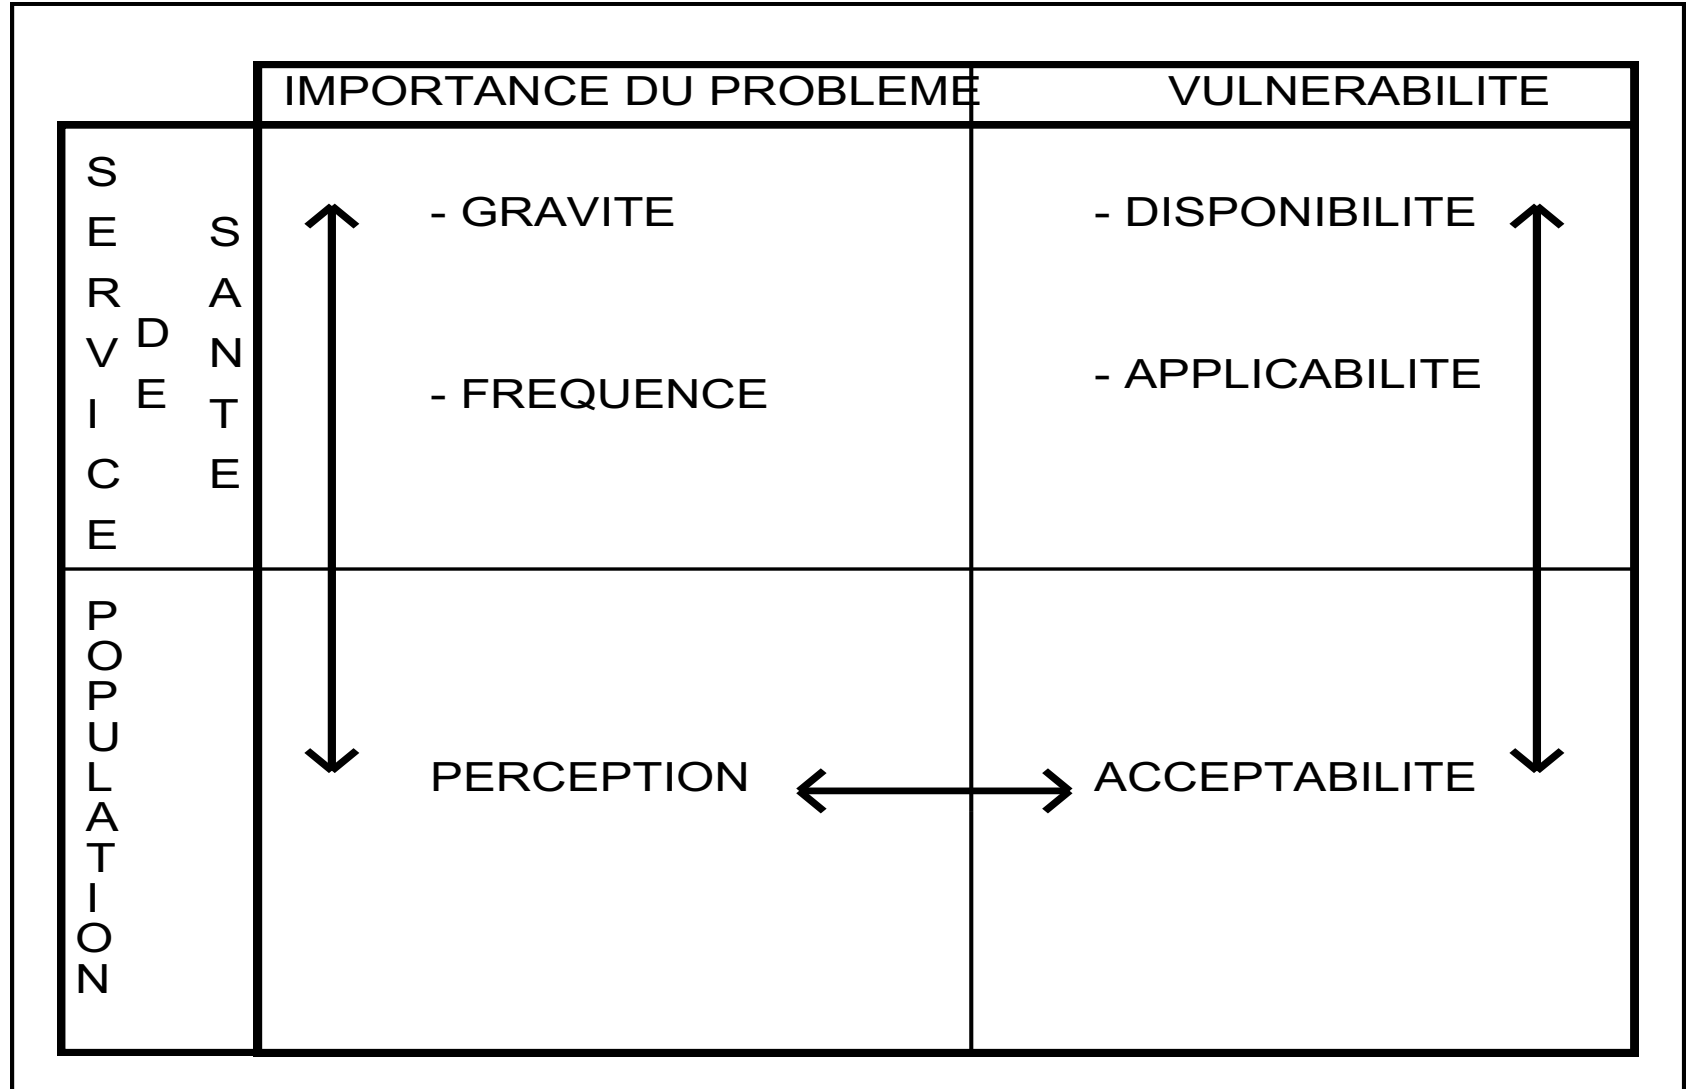 IMPORTANCE DU PROBLEME
VULNERABILITE
SERVICE
DE
SANTE
- GRAVITE
- DISPONIBILITE
- FREQUENCE
- APPLICABILITE
POPULATION
PERCEPTION
ACCEPTABILITE